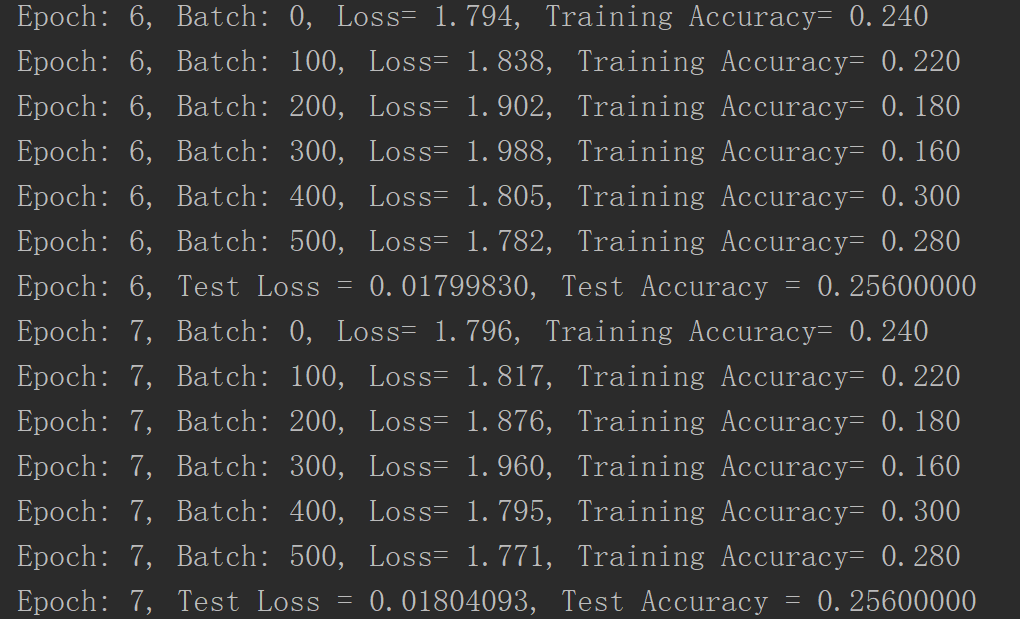 Epoch: 6, Batch: 0, Loss= 1.794, Training Accuracy= 0.240
Epoch: 6, Batch: 100, Loss= 1.838, Training Accuracy= 0.220
Epoch: 6, Batch: 200, Loss= 1.902, Training Accuracy= 0.180
Epoch: 6, Batch: 300, Loss= 1.988, Training Accuracy= 0.160
Epoch: 6, Batch: 400, Loss= 1.805, Training Accuracy= 0.300
Epoch: 6, Batch: 500, Loss= 1.782, Training Accuracy= 0.280
Epoch: 6, Test Loss = 0.01799830, Test Accuracy = 0.25600000
Epoch: 7, Batch: 0, Loss= 1.796, Training Accuracy= 0.240
Epoch: 7, Batch: 100, Loss= 1.817, Training Accuracy= 0.220
Epoch: 7, Batch: 200, Loss= 1.876, Training Accuracy= 0.180
Epoch: 7, Batch: 300, Loss= 1.960, Training Accuracy= 0.160
Epoch: 7, Batch: 400, Loss= 1.795, Training Accuracy= 0.300
Epoch: 7, Batch: 500, Loss= 1.771, Training Accuracy= 0.280
Epoch: 7, Test Loss = 0.01804093, Test Accuracy = 0.25600000